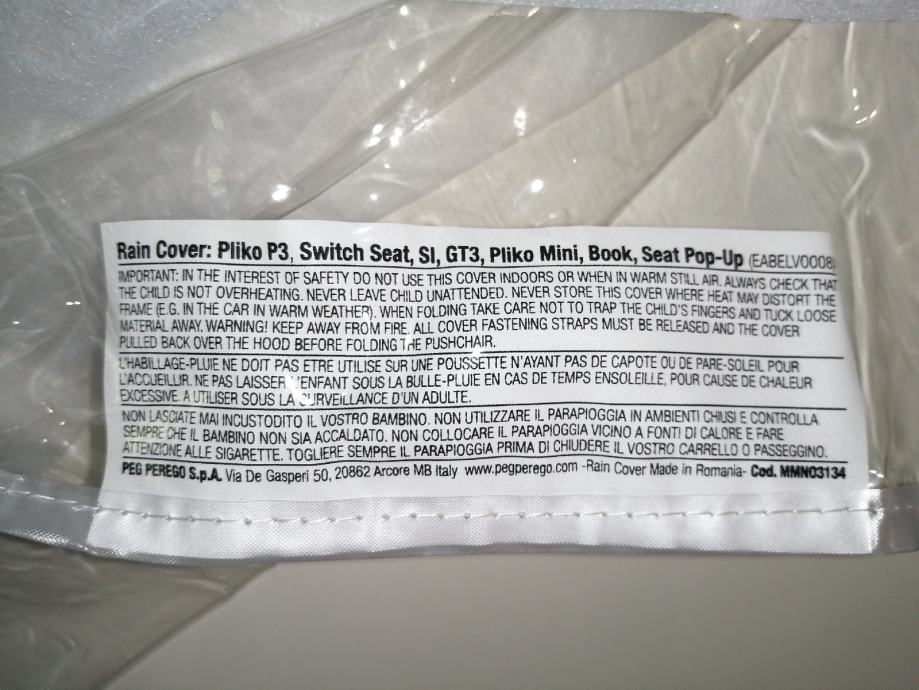 Rain Cover: Pliko P3, Switch Seat, SI, GT3, Pliko Mini, Book, Seat Pop-Up (EABELV0008)
IMPORTANT: IN THE INTEREST OF SAFETY DO NOT USE THIS COVER INDOORS OR WHEN IN WARM STILL AIR. ALWAYS CHECK THAT
THE CHILD IS NOT OVERHEATING. NEVER LEAVE CHILD UNATTENDED. NEVER STORE THIS COVER WHERE HEAT MAY DISTORT THE
FRAME (E.G. IN THE CAR IN WARM WEATHER). WHEN FOLDING TAKE CARE NOT TO TRAP THE CHILD'S FINGERS AND TUCK LOOSE
MATERIAL AWAY. WARNING! KEEP AWAY FROM FIRE. ALL COVER FASTENING STRAPS MUST BE RELEASED AND THE COVER
PULLED BACK OVER THE HOOD BEFORE FOLDING THE PUSHCHAIR.
L'HABILLAGE-PLUIE NE DOIT PAS ETRE UTILISE SUR UNE POUSSETTE N'AYANT PAS DE CAPOTE OU DE PARE-SOLEIL POUR
L'ACCUEILLIR. NE PAS LAISSER L'ENFANT SOUS LA BULLE-PLUIE EN CAS DE TEMPS ENSOLEILLE, POUR CAUSE DE CHALEUR
EXCESSIVE. A UTILISER SOUS LA SURVEILLANCE D'UN ADULTE.
NON LASCIATE MAI INCUSTODITO IL VOSTRO BAMBINO. NON UTILIZZARE IL PARAPIOGGIA IN AMBIENTI CHIUSI E CONTROLLA
SEMPRE CHE IL BAMBINO NON SIA ACCALDATO. NON COLLOCARE IL PARAPIOGGIA VICINO A FONTI DI CALORE E FARE
ATTENZIONE ALLE SIGARETTE. TOGLIERE SEMPRE IL PARAPIOGGIA PRIMA DI CHIUDERE IL VOSTRO CARRELLO O PASSEGGINO.
PEG PEREGO S.p.A. Via De Gasperi 50, 20862 Arcore MB Italy www.pegperego.com -Rain Cover Made in Romania- Cod. MMN03134